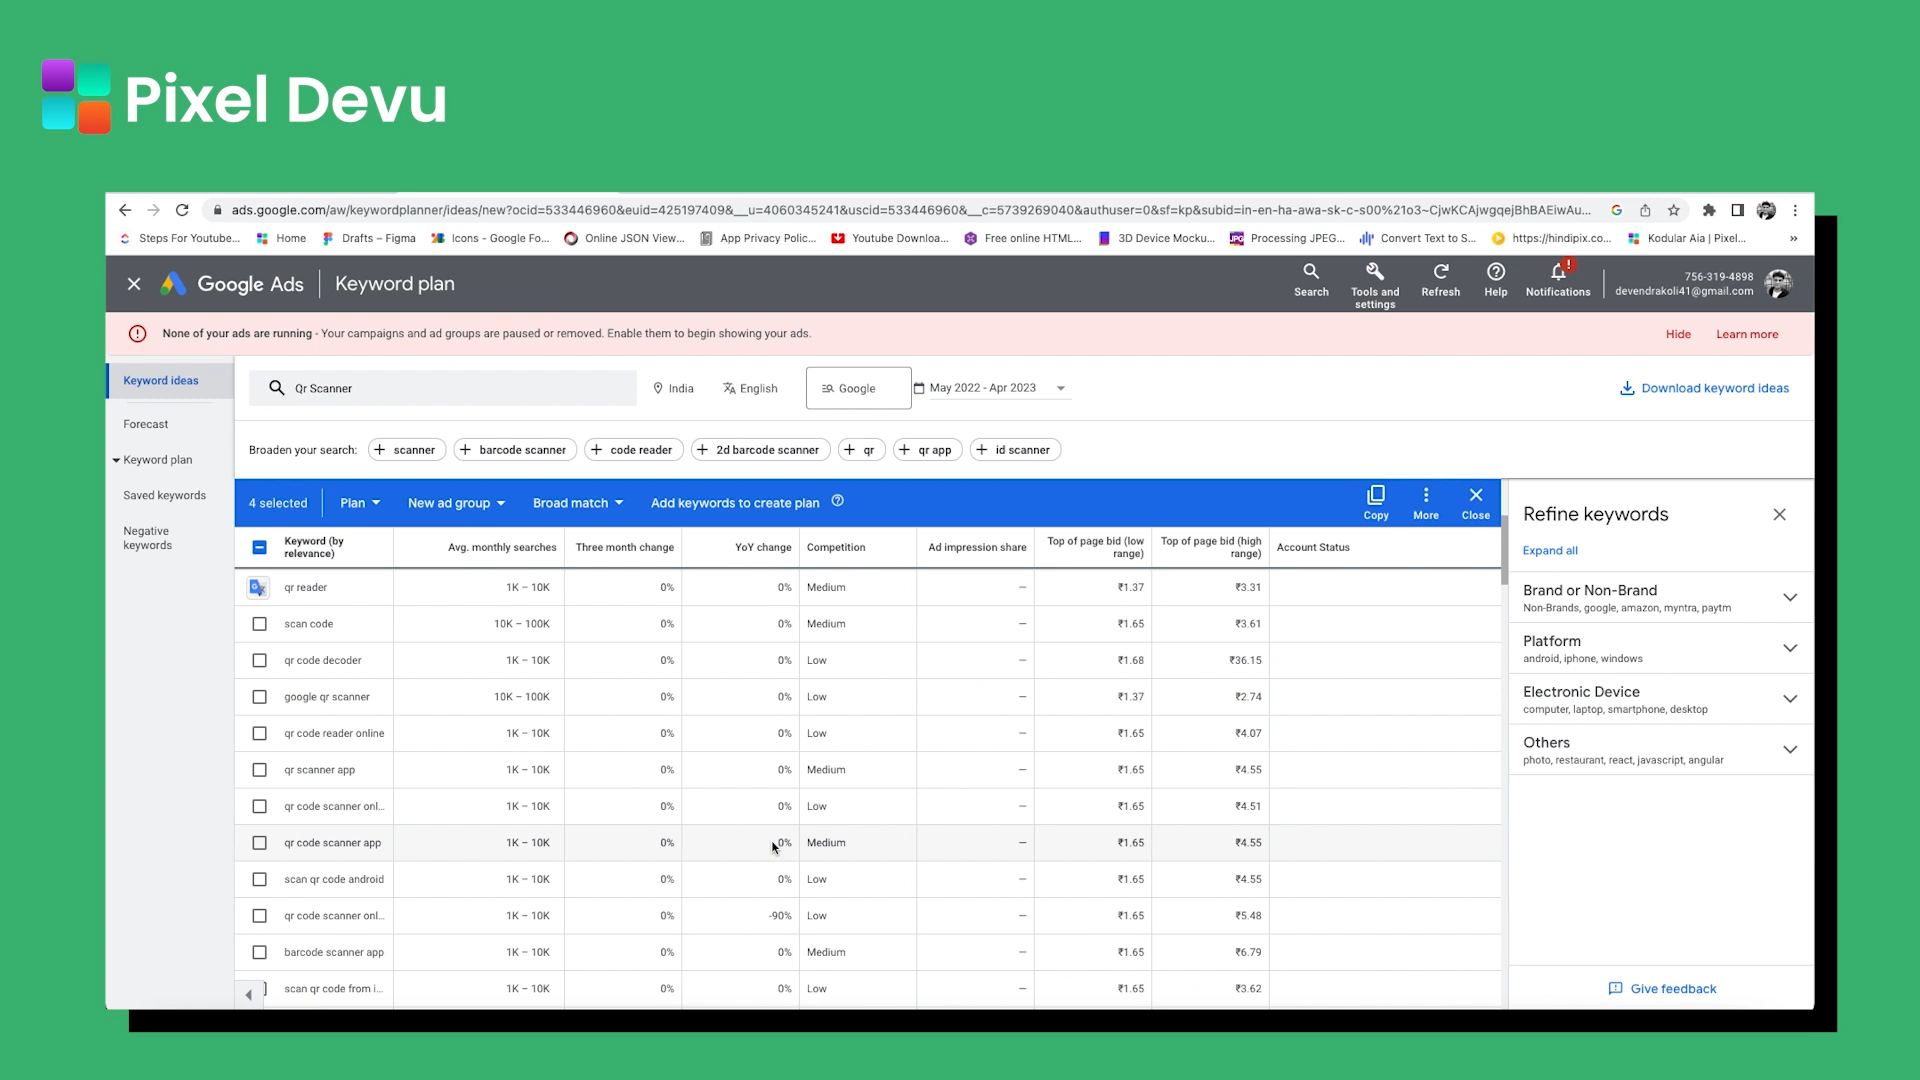 Pixel Devu
ads.google.com/aw/keywordplanner/ideas/new?ocid=533446960&euid=425197409&__u=4060345241&uscid=533446960&__c=5739269040&authuser=0&sf=kp&subid=in-en-ha-awa-sk-c-s00%21o3~CjwKCAjwgqejBhBAEiwAu...
Steps For Youtube... Home Drafts – Figma Icons - Google Fo... Online JSON View... App Privacy Polic... Youtube Downloa... Free online HTML... 3D Device Mocku... Processing JPEG... Convert Text to S... https://hindipix.co... Kodular Aia | Pixel... »
Google Ads Keyword plan
Search Tools and settings Refresh Help Notifications
756-319-4898
devendrakoli41@gmail.com
None of your ads are running - Your campaigns and ad groups are paused or removed. Enable them to begin showing your ads. Hide Learn more
Keyword ideas
Forecast
Keyword plan
Saved keywords
Negative
keywords
Qr Scanner India English Google May 2022 - Apr 2023 Download keyword ideas
Broaden your search: scanner barcode scanner code reader 2d barcode scanner qr qr app id scanner
4 selected Plan New ad group Broad match Add keywords to create plan Copy More Close
Keyword (by relevance) Avg. monthly searches Three month change YoY change Competition Ad impression share Top of page bid (low range) Top of page bid (high range) Account Status
qr reader 1K – 10K 0% 0% Medium – ₹1.37 ₹3.31
scan code 10K – 100K 0% 0% Medium – ₹1.65 ₹3.61
qr code decoder 1K – 10K 0% 0% Low – ₹1.68 ₹36.15
google qr scanner 10K – 100K 0% 0% Low – ₹1.37 ₹2.74
qr code reader online 1K – 10K 0% 0% Low – ₹1.65 ₹4.07
qr scanner app 1K – 10K 0% 0% Medium – ₹1.65 ₹4.55
qr code scanner onl... 1K – 10K 0% 0% Low – ₹1.65 ₹4.51
qr code scanner app 1K – 10K 0% 0% Medium – ₹1.65 ₹4.55
scan qr code android 1K – 10K 0% 0% Low – ₹1.65 ₹4.55
qr code scanner onl... 1K – 10K 0% -90% Low – ₹1.65 ₹5.48
barcode scanner app 1K – 10K 0% 0% Medium – ₹1.65 ₹6.79
scan qr code from i... 1K – 10K 0% 0% Low – ₹1.65 ₹3.62
Refine keywords
Expand all
Brand or Non-Brand
Non-Brands, google, amazon, myntra, paytm
Platform
android, iphone, windows
Electronic Device
computer, laptop, smartphone, desktop
Others
photo, restaurant, react, javascript, angular
Give feedback